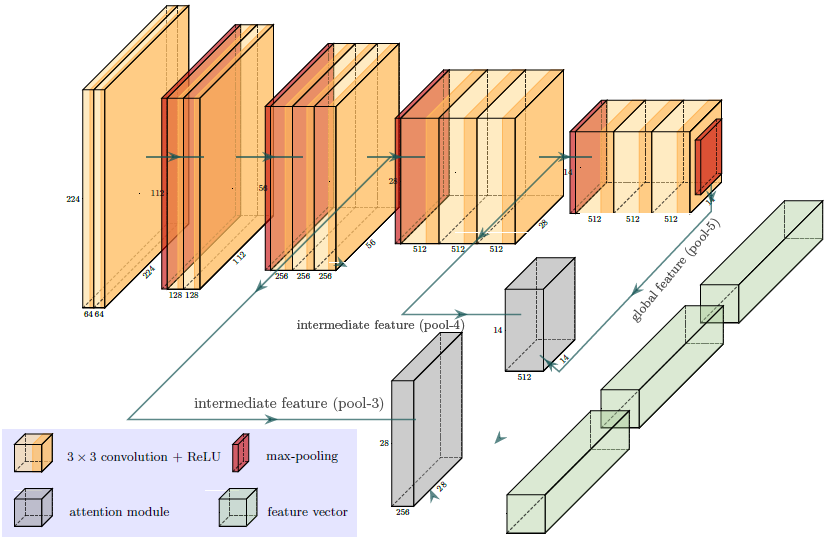 224
224
64 64
112
112
128 128
56
56
256 256 256
28
28
512 512 512
14
512 512 512
global feature (pool-5)
intermediate feature (pool-4)
14
14
512
intermediate feature (pool-3)
28
28
256
3 × 3 convolution + ReLU
max-pooling
attention module
feature vector